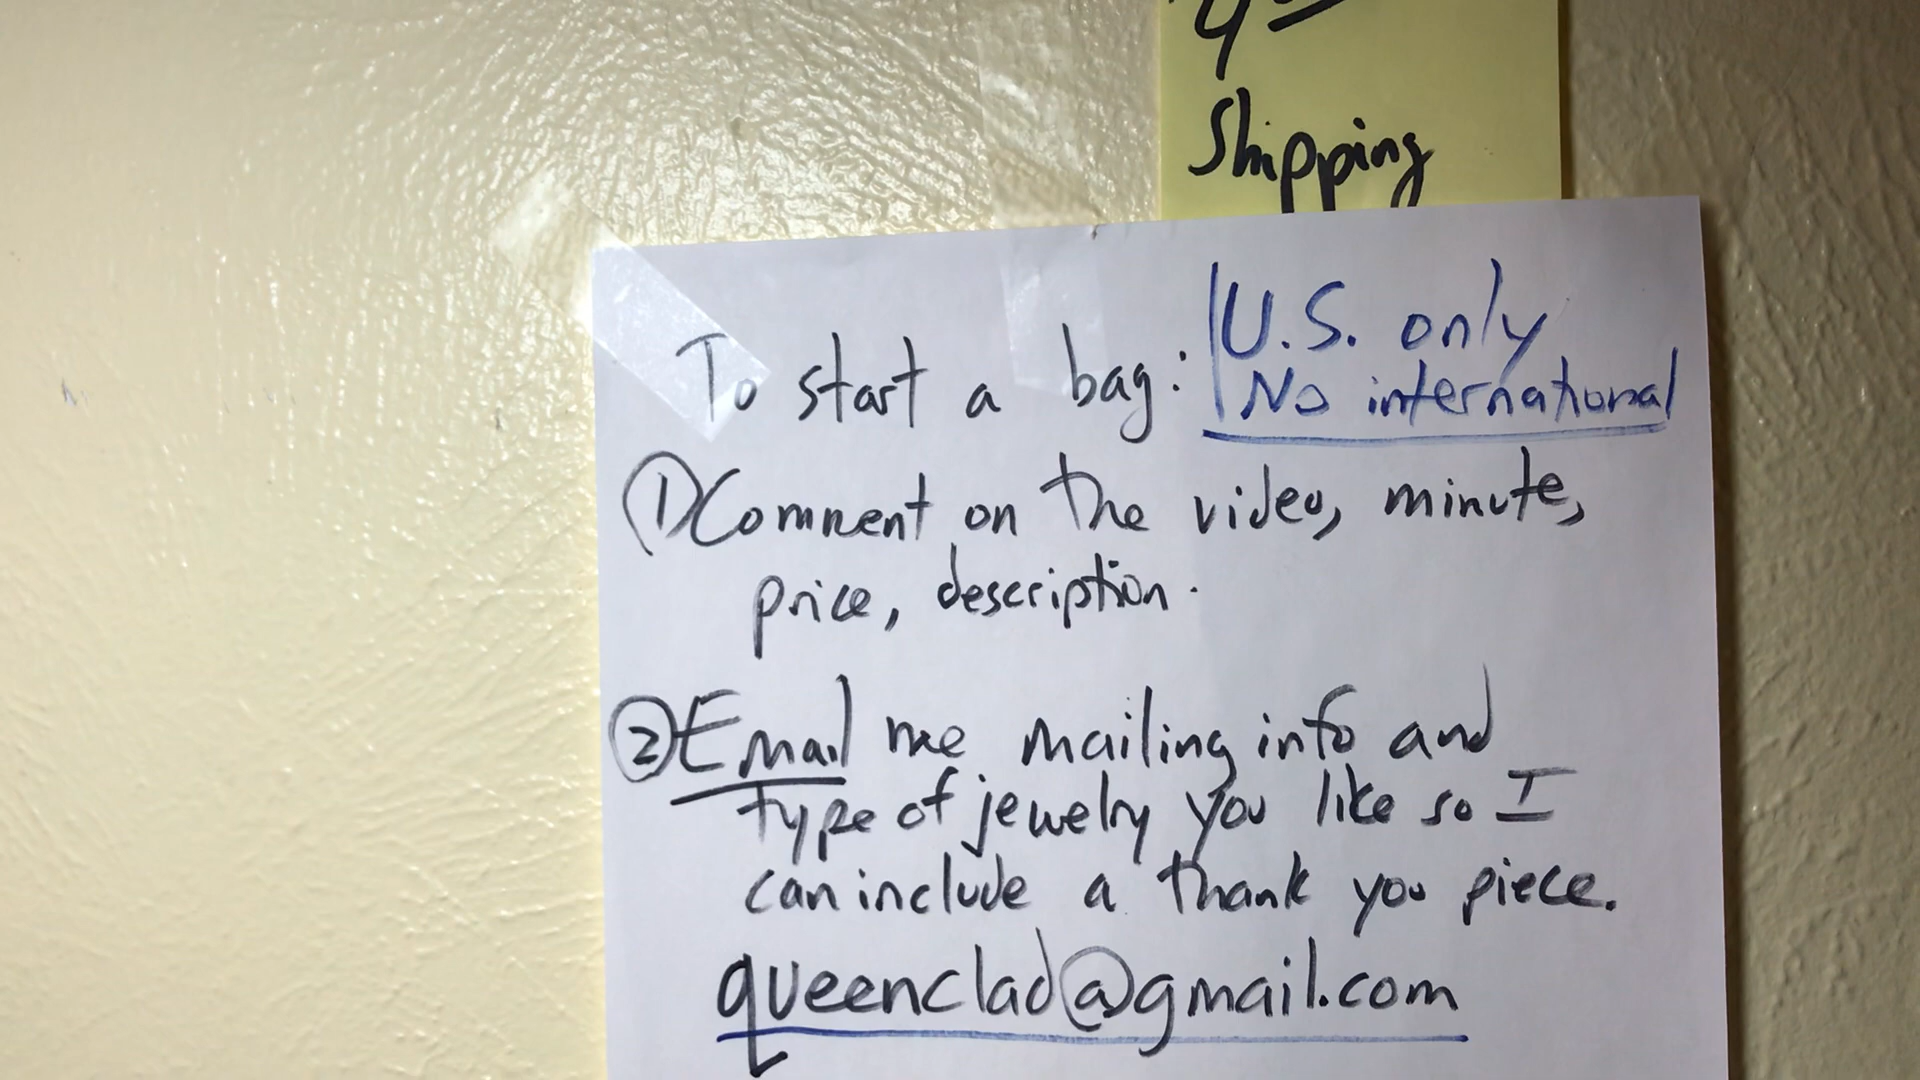 Shipping
To start a bag: U.S. only
No international
① Comment on the video, minute,
price, description.
② Email me mailing info and
type of jewelry you like so I
can include a thank you piece.
queenclad@gmail.com